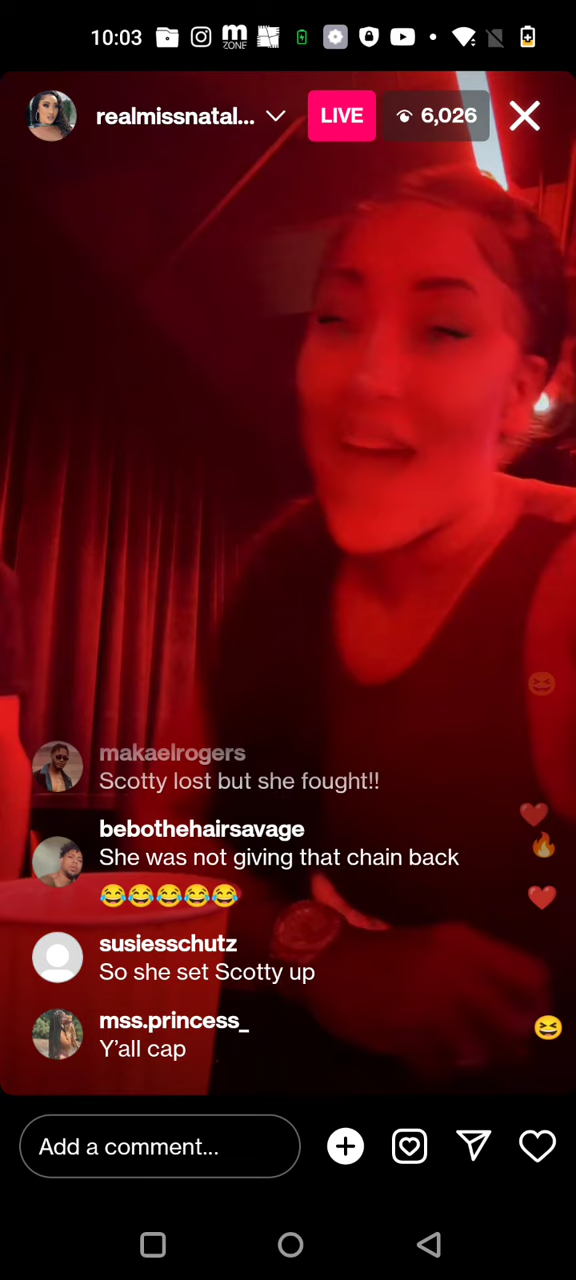 10:03
m
ZONE
realmissnatal...
LIVE
6,026
makaelrogers
Scotty lost but she fought!!
bebothehairsavage
She was not giving that chain back
😂😂😂😂😂
susiesschutz
So she set Scotty up
mss.princess_
Y’all cap
Add a comment...